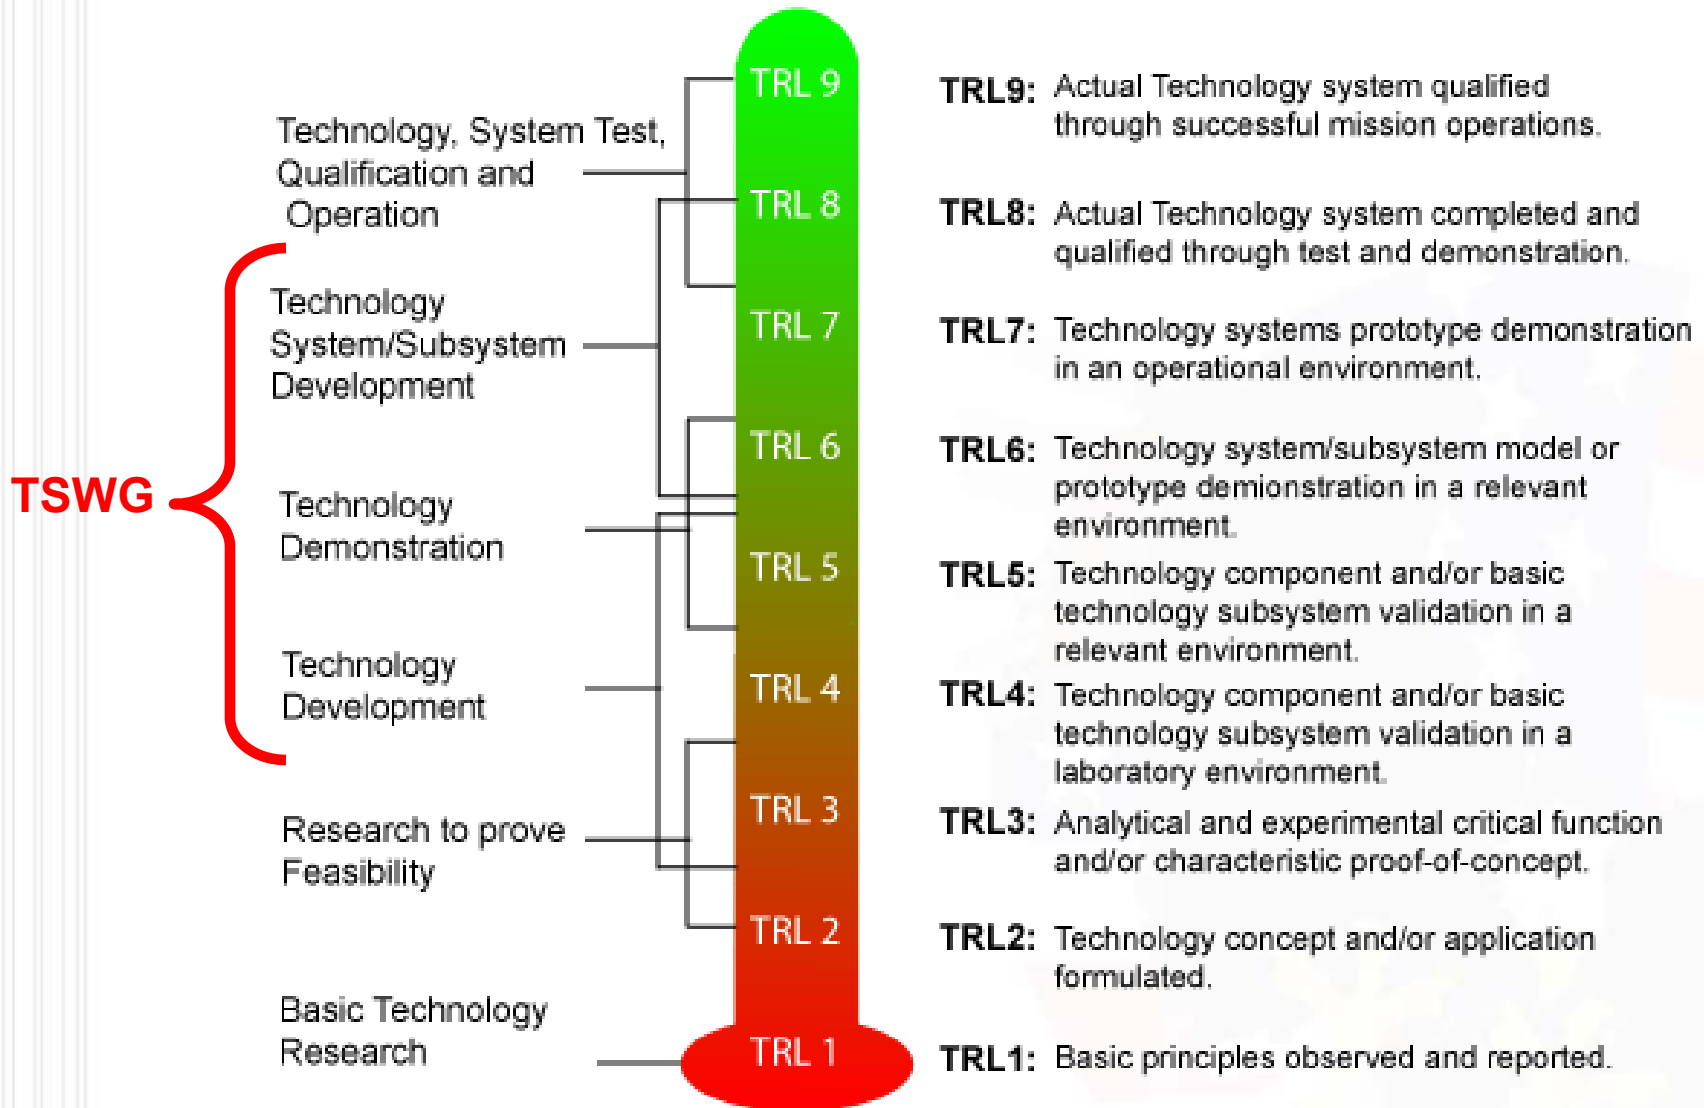 Technology, System Test,
Qualification and
Operation
Technology
System/Subsystem
Development
TSWG
Technology
Demonstration
Technology
Development
Research to prove
Feasibility
Basic Technology
Research
TRL 9
TRL 8
TRL 7
TRL 6
TRL 5
TRL 4
TRL 3
TRL 2
TRL 1
TRL9: Actual Technology system qualified
through successful mission operations.
TRL8: Actual Technology system completed and
qualified through test and demonstration.
TRL7: Technology systems prototype demonstration
in an operational environment.
TRL6: Technology system/subsystem model or
prototype demionstration in a relevant
environment.
TRL5: Technology component and/or basic
technology subsystem validation in a
relevant environment.
TRL4: Technology component and/or basic
technology subsystem validation in a
laboratory environment.
TRL3: Analytical and experimental critical function
and/or characteristic proof-of-concept.
TRL2: Technology concept and/or application
formulated.
TRL1: Basic principles observed and reported.